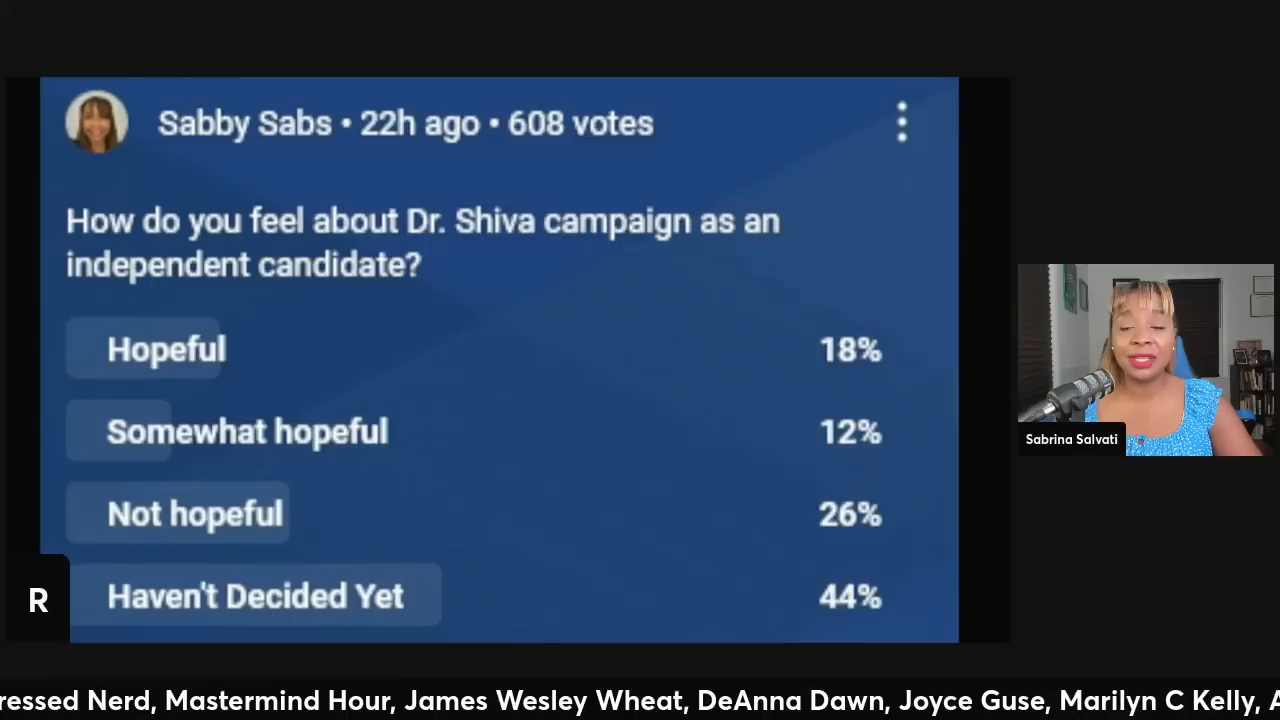 Sabby Sabs • 22h ago • 608 votes
How do you feel about Dr. Shiva campaign as an
independent candidate?
Hopeful 18%
Somewhat hopeful 12%
Not hopeful 26%
Haven't Decided Yet 44%
R
Sabrina Salvati
ressed Nerd, Mastermind Hour, James Wesley Wheat, DeAnna Dawn, Joyce Guse, Marilyn C Kelly, A